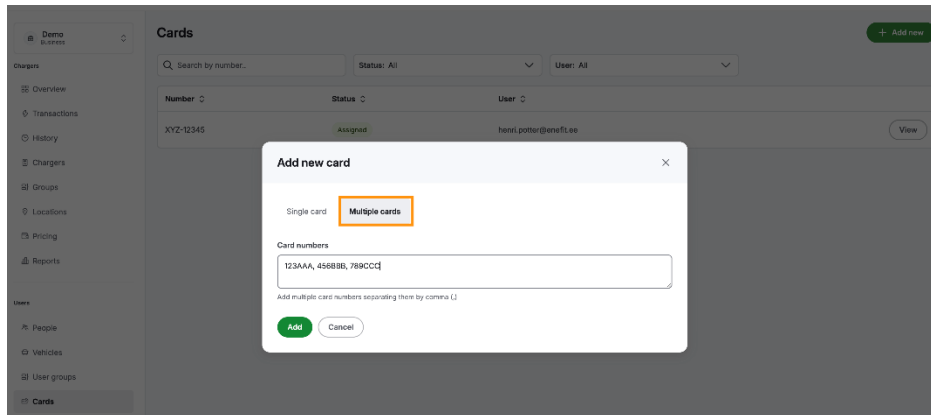 Demo
Business
Chargers
Overview
Transactions
History
Chargers
Groups
Locations
Pricing
Reports
Users
People
Vehicles
User groups
Cards
Cards
+ Add new
Search by number..
Status: All
User: All
Number
Status
User
XYZ-12345
Assigned
henri.potter@enefit.ee
View
Add new card
Single card
Multiple cards
Card numbers
123AAA, 456BBB, 789CCC
Add multiple card numbers separating them by comma (,)
Add
Cancel